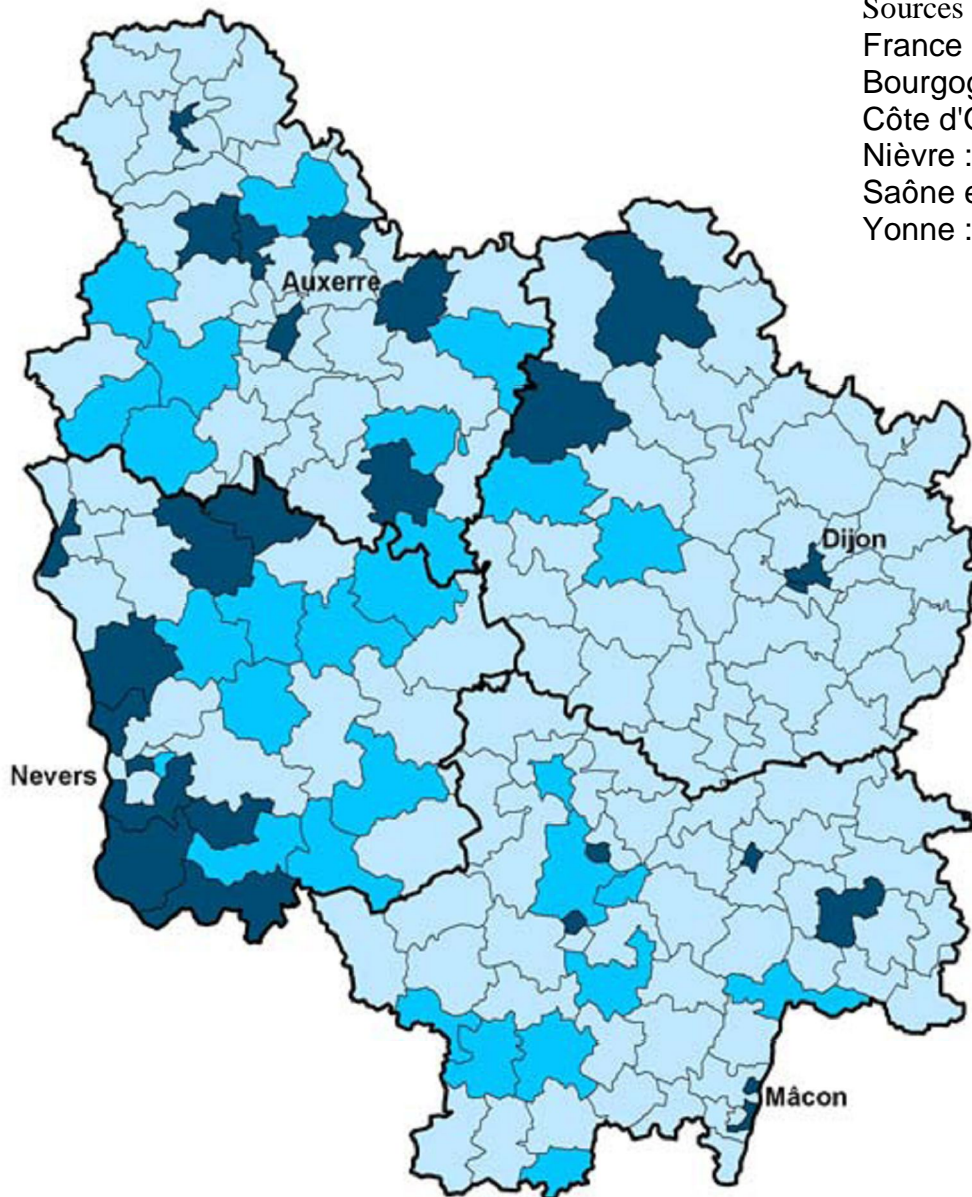 Sources
France
Bourgog
Côte d'
Nièvre :
Saône e
Yonne :
Auxerre
Dijon
Nevers
Mâcon